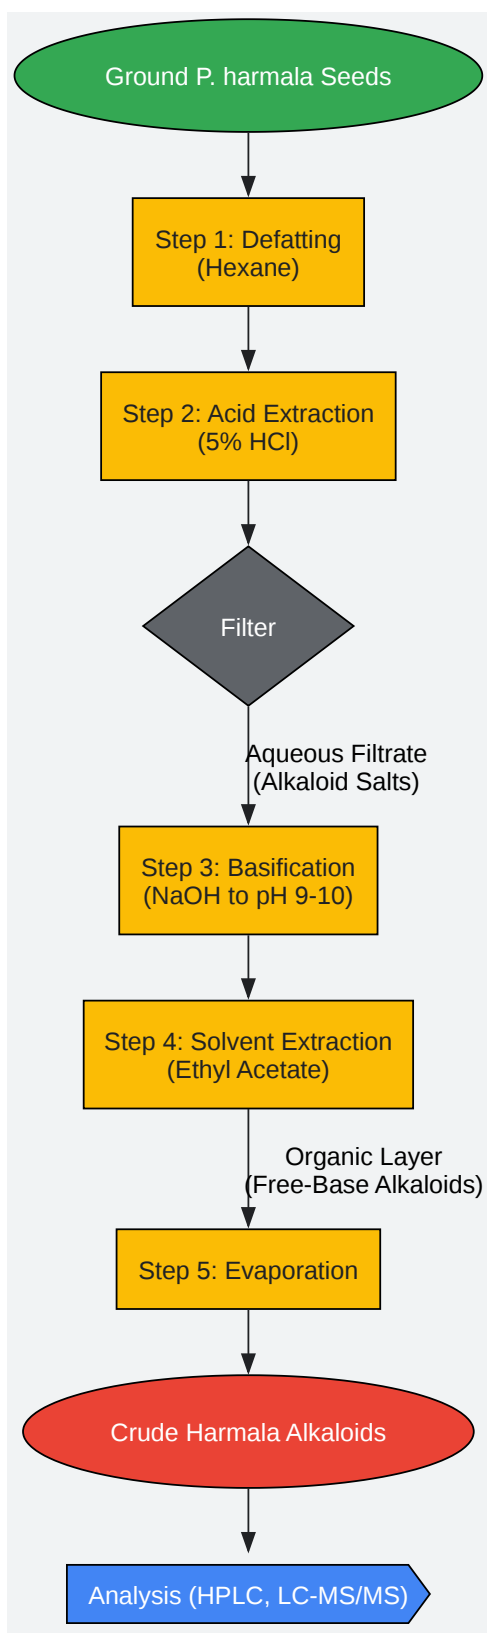 Ground P. harmala Seeds
Step 1: Defatting
(Hexane)
Step 2: Acid Extraction
(5% HCl)
Filter
Aqueous Filtrate
(Alkaloid Salts)
Step 3: Basification
(NaOH to pH 9-10)
Step 4: Solvent Extraction
(Ethyl Acetate)
Organic Layer
(Free-Base Alkaloids)
Step 5: Evaporation
Crude Harmala Alkaloids
Analysis (HPLC, LC-MS/MS)